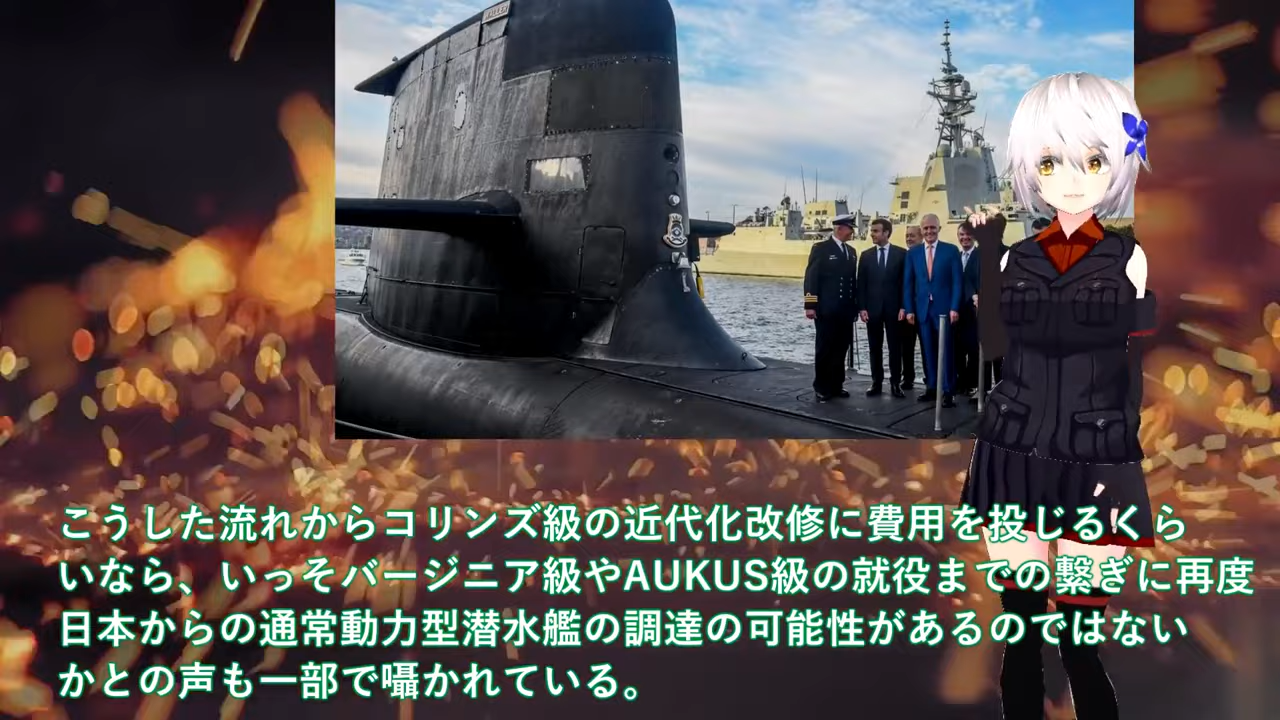 こうした流れからコリンズ級の近代化改修に費用を投じるくら
いなら、いっそバージニア級やAUKUS級の就役までの繋ぎに再度
日本からの通常動力型潜水艦の調達の可能性があるのではない
かとの声も一部で囁かれている。